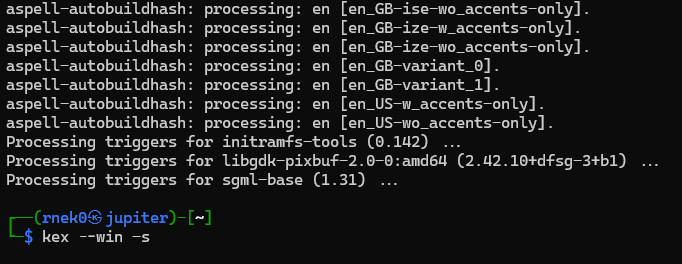 aspell-autobuildhash: processing: en [en_GB-ise-wo_accents-only].
aspell-autobuildhash: processing: en [en_GB-ize-w_accents-only].
aspell-autobuildhash: processing: en [en_GB-ize-wo_accents-only].
aspell-autobuildhash: processing: en [en_GB-variant_0].
aspell-autobuildhash: processing: en [en_GB-variant_1].
aspell-autobuildhash: processing: en [en_US-w_accents-only].
aspell-autobuildhash: processing: en [en_US-wo_accents-only].
Processing triggers for initramfs-tools (0.142) ...
Processing triggers for libgdk-pixbuf-2.0-0:amd64 (2.42.10+dfsg-3+b1) ...
Processing triggers for sgml-base (1.31) ...
┌──(rnek0㉿jupiter)-[~]
└─$ kex --win -s